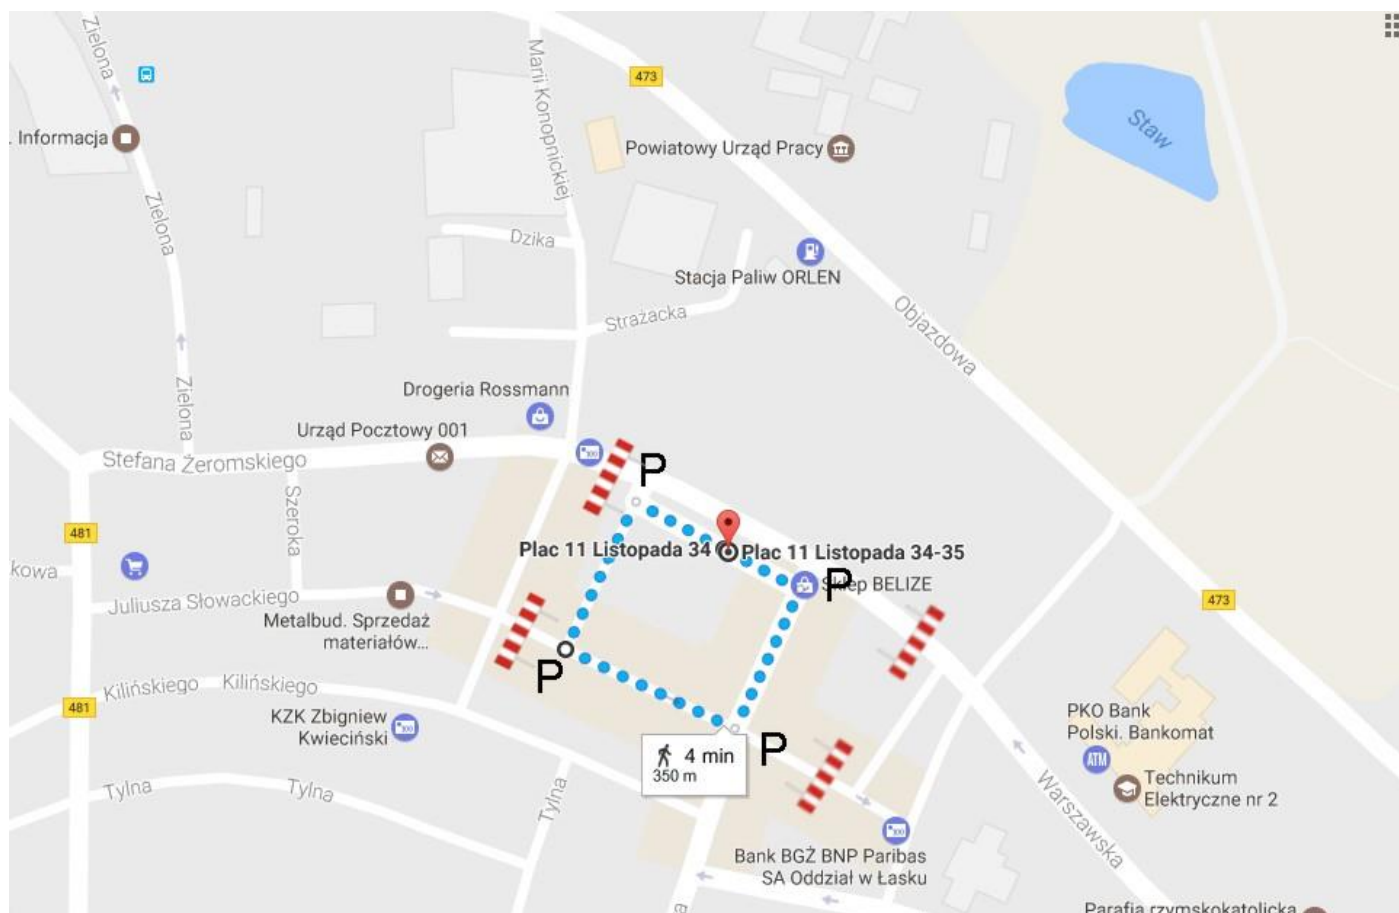 Zielona
473
Marii Konopnickiej
Staw
. Informacja
Powiatowy Urząd Pracy
Zielona
Dzika
Stacja Paliw ORLEN
Strażacka
Objazdowa
Zielona
Drogeria Rossmann
Urząd Pocztowy 001
Stefana Żeromskiego
P
Szeroka
481
Plac 11 Listopada 34
Plac 11 Listopada 34-35
kowa
P
Sklep BELIZE
Juliusza Słowackiego
473
Metalbud. Sprzedaż
materiałów...
P
Kilińskiego
Kilińskiego
481
KZK Zbigniew
Kwieciński
PKO Bank
Polski. Bankomat
ATM
P
4 min
350 m
Technikum
Elektryczne nr 2
Tylna
Tylna
Tylna
Warszawska
Bank BGŻ BNP Paribas
SA Oddział w Łasku
Parafia rzymskokatolicka